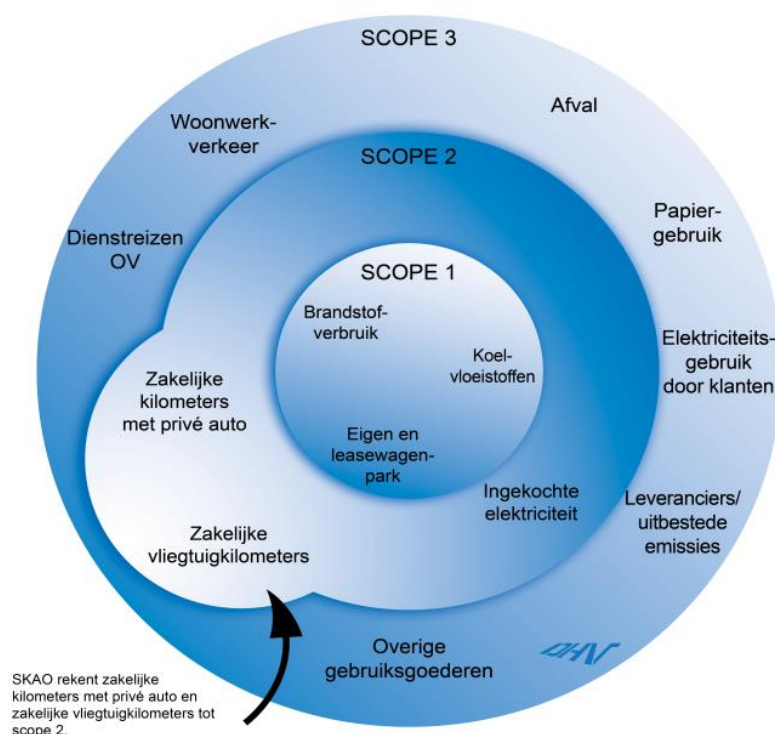 SCOPE 3
Afval
Woonwerk-
verkeer
SCOPE 2
Papier-
gebruik
Dienstreizen
OV
SCOPE 1
Brandstof-
verbruik
Koel-
vloeistoffen
Elektriciteits-
gebruik
door klanten
Zakelijke
kilometers
met privé auto
Eigen en
leasewagen-
park
Ingekochte
elektriciteit
Leveranciers/
uitbestede
emissies
Zakelijke
vliegtuigkilometers
Overige
gebruiksgoederen
DHV
SKAO rekent zakelijke
kilometers met privé auto en
zakelijke vliegtuigkilometers tot
scope 2.